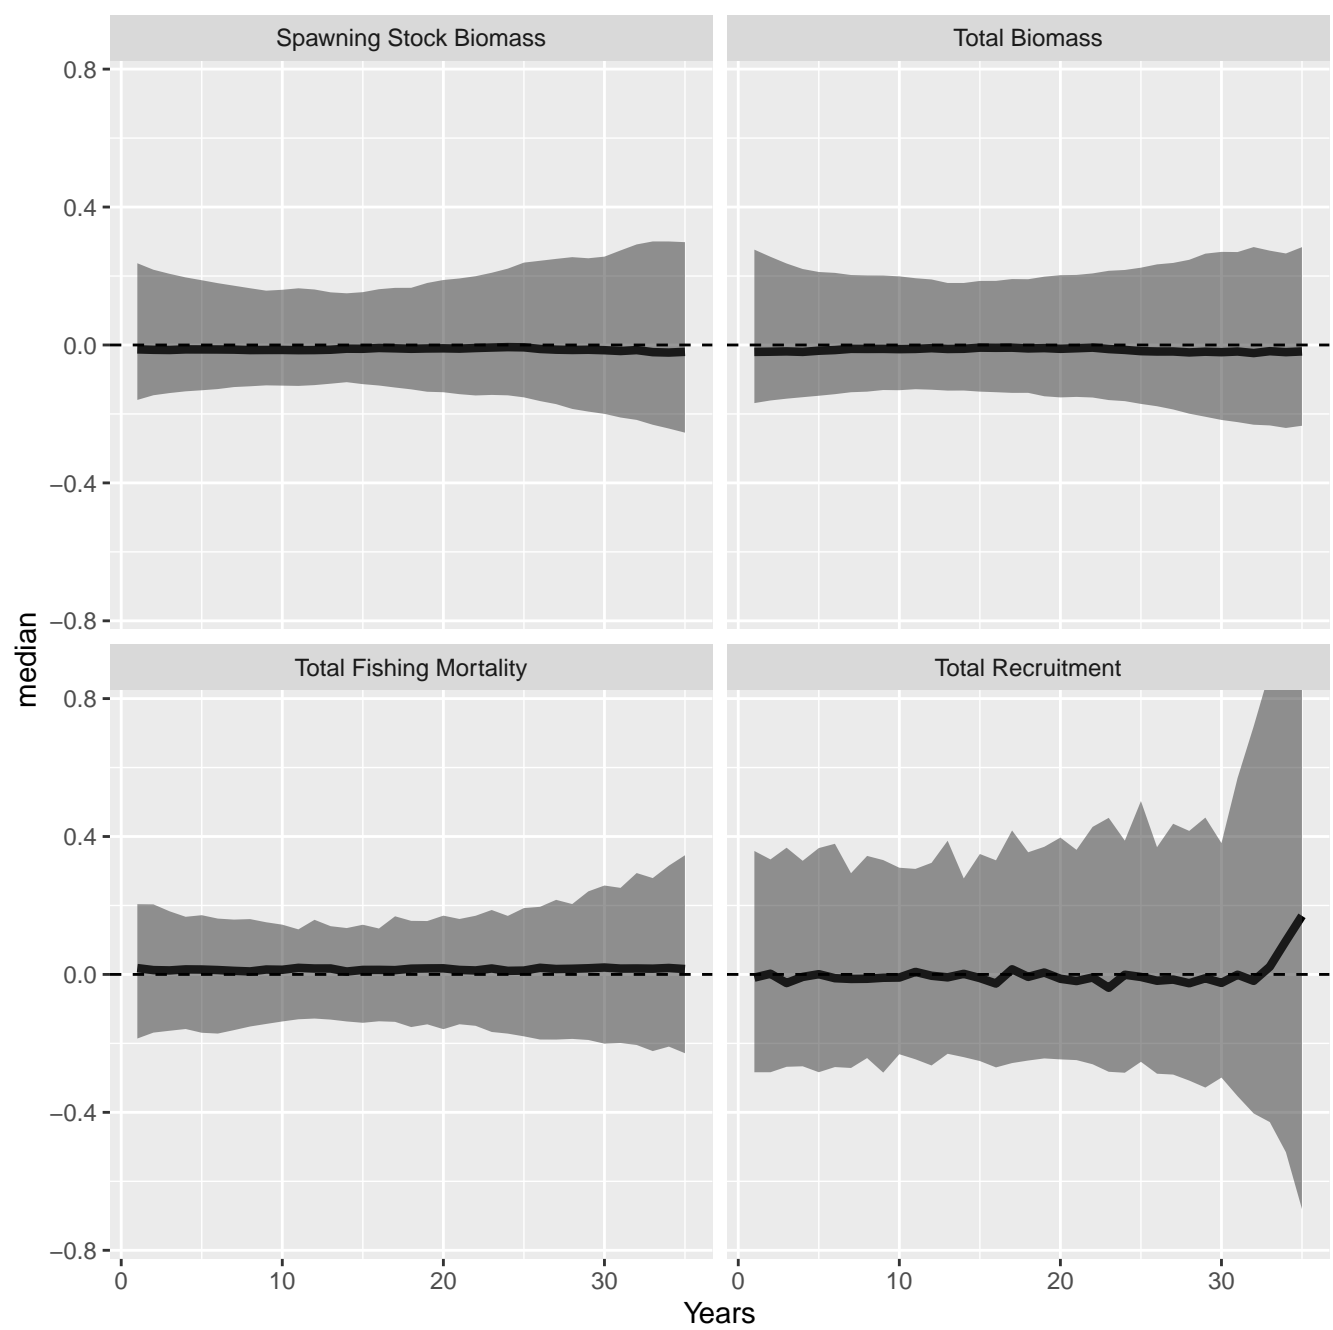 Spawning Stock Biomass
Total Biomass
0.8
0.4
0.0
−0.4
−0.8
median
Total Fishing Mortality
Total Recruitment
0.8
0.4
0.0
−0.4
−0.8
0 10 20 30
0 10 20 30
Years